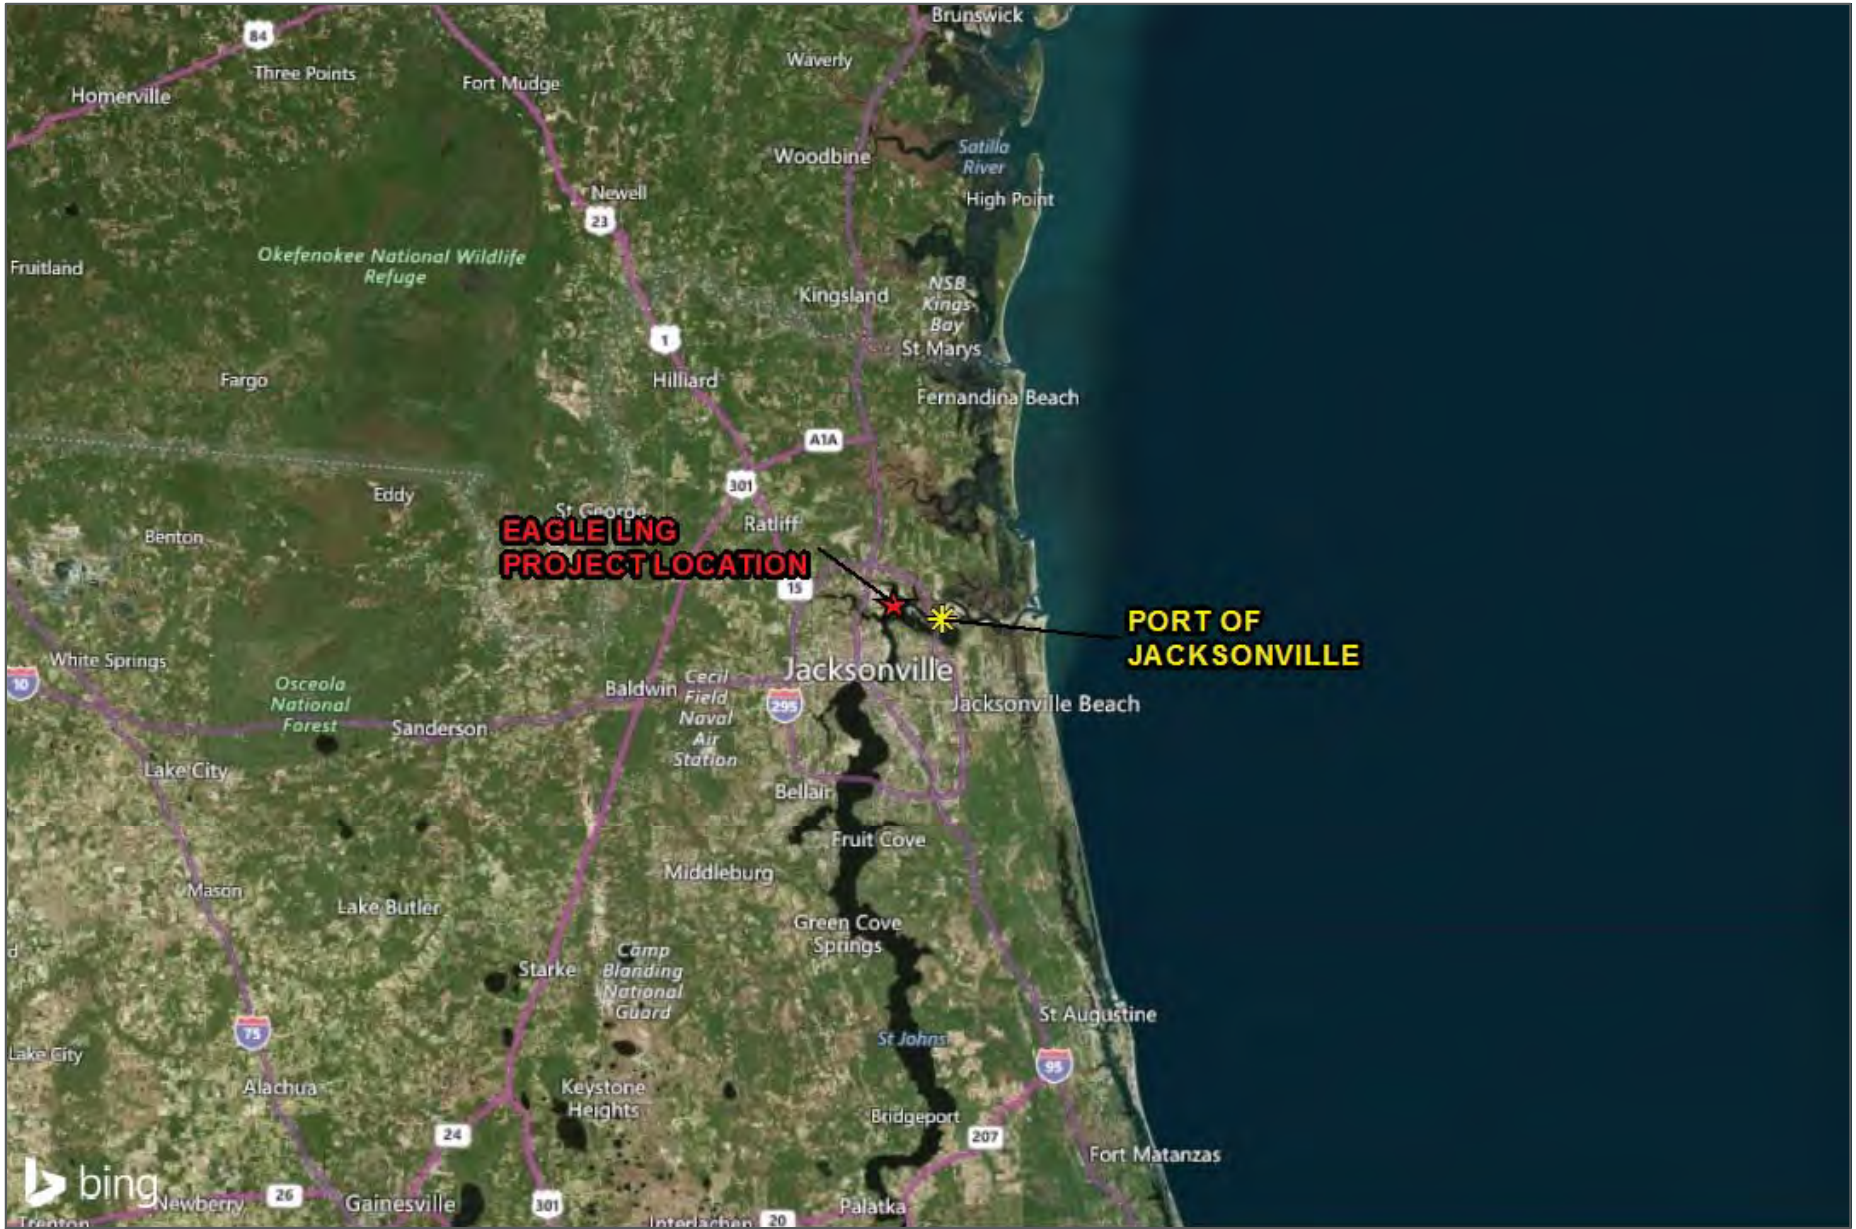 Brunswick
84
Three Points
Waverly
Homerville
Fort Mudge
Satilla
River
Woodbine
Newell
High Point
23
Okefenokee National Wildlife
Refuge
Fruitland
NSB
Kings
Bay
Kingsland
1
St Marys
Hilliard
Fargo
Fernandina Beach
A1A
301
Eddy
St George
Ratliff
Benton
EAGLE LNG
PROJECT LOCATION
15
PORT OF
JACKSONVILLE
White Springs
Jacksonville
10
Osceola
National
Forest
Baldwin
Cecil
Field
Naval
Air
Station
295
Jacksonville Beach
Sanderson
Lake City
Bellair
Fruit Cove
Middleburg
Mason
Lake Butler
Green Cove
Springs
d
Camp
Blanding
National
Guard
Starke
St Augustine
75
St Johns
Lake City
95
Alachua
Keystone
Heights
Bridgeport
24
207
Fort Matanzas
bing
Newberry
26
Gainesville
301
Palatka
Trenton
Interlachen
20